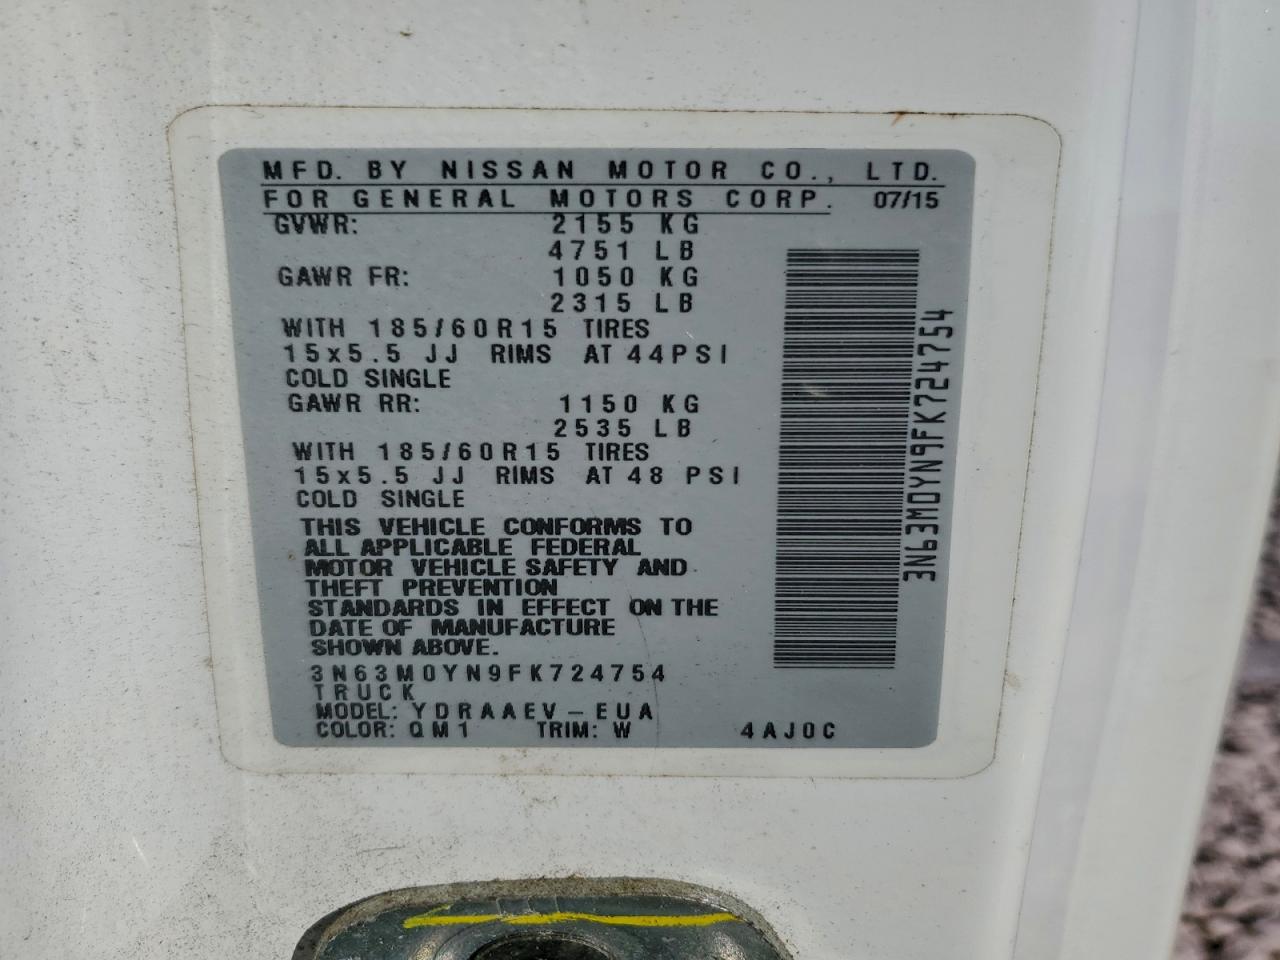 MFD. BY NISSAN MOTOR CO., LTD.
FOR GENERAL MOTORS CORP. 07/15
GVWR: 2155 KG
4751 LB
GAWR FR: 1050 KG
2315 LB
WITH 185/60R15 TIRES
15x5.5 JJ RIMS AT 44PSI
COLD SINGLE
GAWR RR: 1150 KG
2535 LB
WITH 185/60R15 TIRES
15x5.5 JJ RIMS AT 48 PSI
COLD SINGLE
THIS VEHICLE CONFORMS TO
ALL APPLICABLE FEDERAL
MOTOR VEHICLE SAFETY AND
THEFT PREVENTION
STANDARDS IN EFFECT ON THE
DATE OF MANUFACTURE
SHOWN ABOVE.
3N63M0YN9FK724754
TRUCK
MODEL: YDRAAEV-EUA
COLOR: QM1 TRIM: W 4AJ0C
3N63M0YN9FK724754